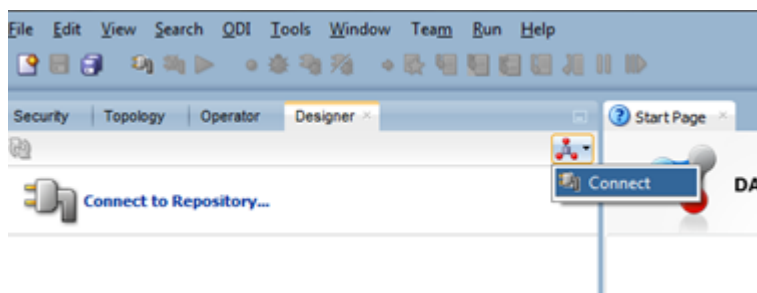 File Edit View Search ODI Tools Window Team Run Help
Security Topology Operator Designer Start Page
Connect
Connect to Repository...
DA